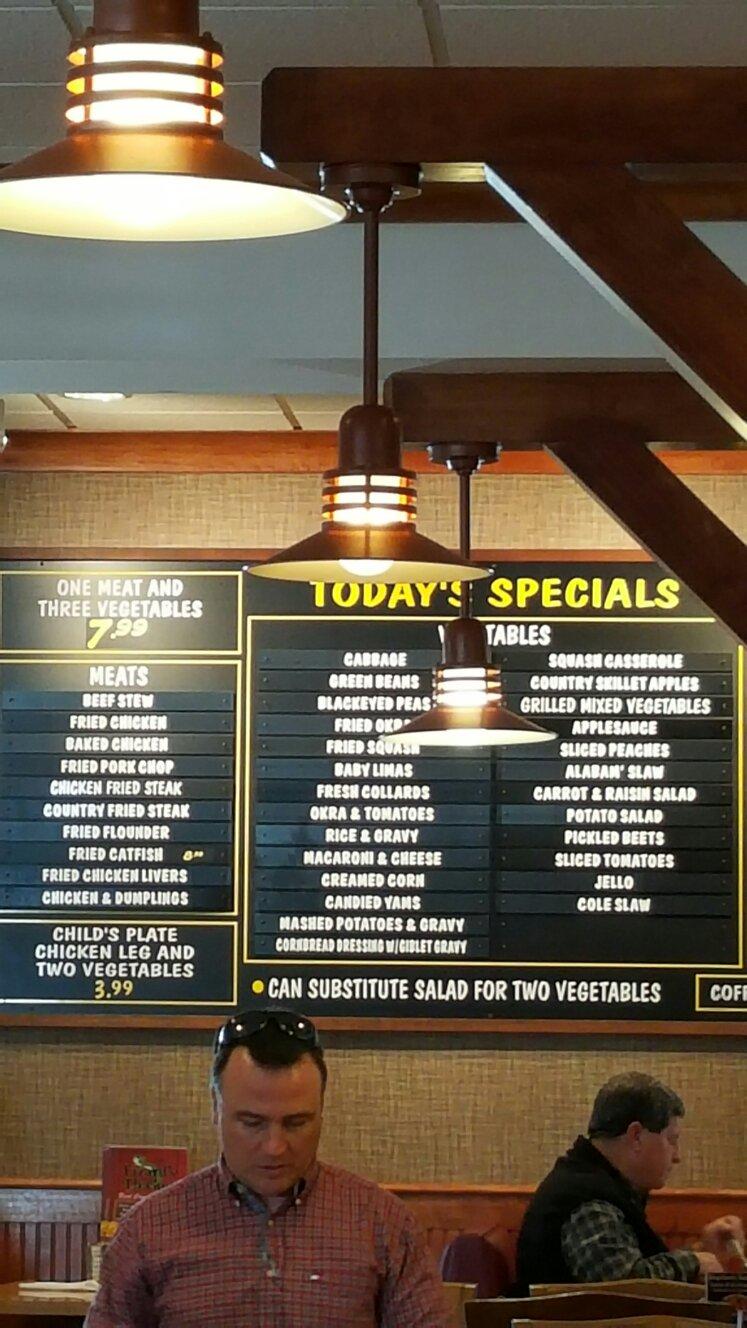 ONE MEAT AND
THREE VEGETABLES
7.99
MEATS
BEEF STEW
FRIED CHICKEN
BAKED CHICKEN
FRIED PORK CHOP
CHICKEN FRIED STEAK
COUNTRY FRIED STEAK
FRIED FLOUNDER
FRIED CATFISH
FRIED CHICKEN LIVERS
CHICKEN & DUMPLINGS
CHILD'S PLATE
CHICKEN LEG AND
TWO VEGETABLES
3.99
TODAY'S SPECIALS
CABBAGE
GREEN BEANS
BLACKEYED PEAS
FRIED
FRIED SQUASH
BABY LIMAS
FRESH COLLARDS
OKRA & TOMATOES
RICE & GRAVY
MACARONI & CHEESE
CREAMED CORN
CANDIED YAMS
MASHED POTATOES & GRAVY
CORNBREAD DRESSING W/GIBLET GRAVY
SQUASH CASSEROLE
COUNTRY SKILLET APPLES
GRILLED MIXED VEGETABLES
APPLESAUCE
SLICED PEACHES
ALABAM' SLAW
CARROT & RAISIN SALAD
POTATO SALAD
PICKLED BEETS
SLICED TOMATOES
JELLO
COLE SLAW
CAN SUBSTITUTE SALAD FOR TWO VEGETABLES